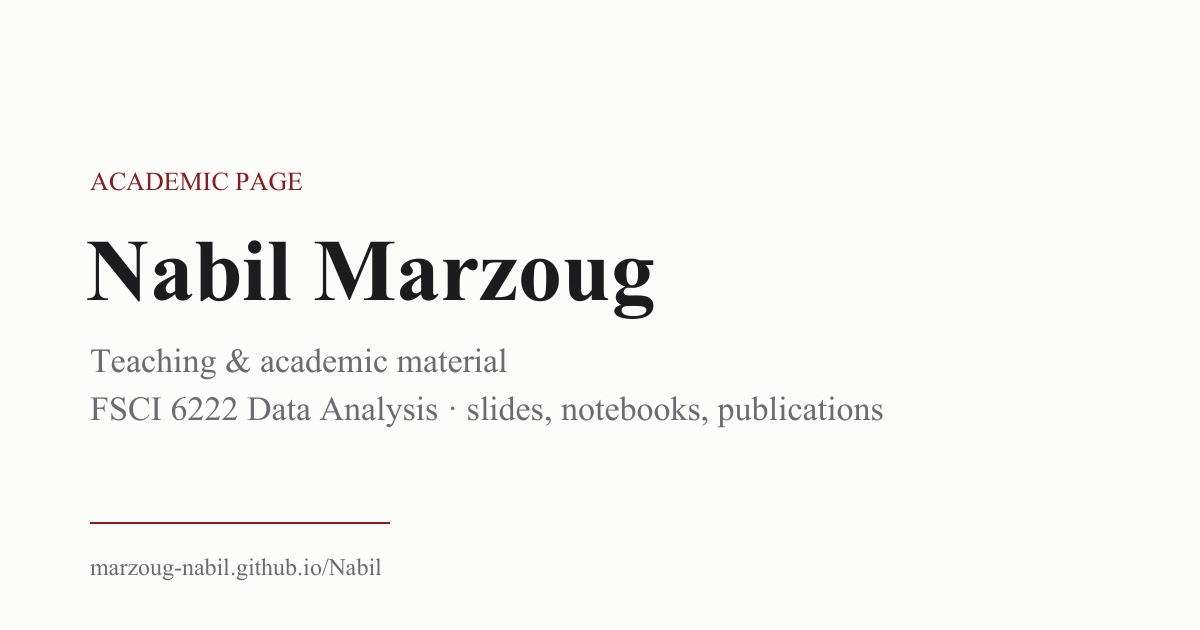 ACADEMIC PAGE
Nabil Marzoug
Teaching & academic material
FSCI 6222 Data Analysis · slides, notebooks, publications
marzoug-nabil.github.io/Nabil